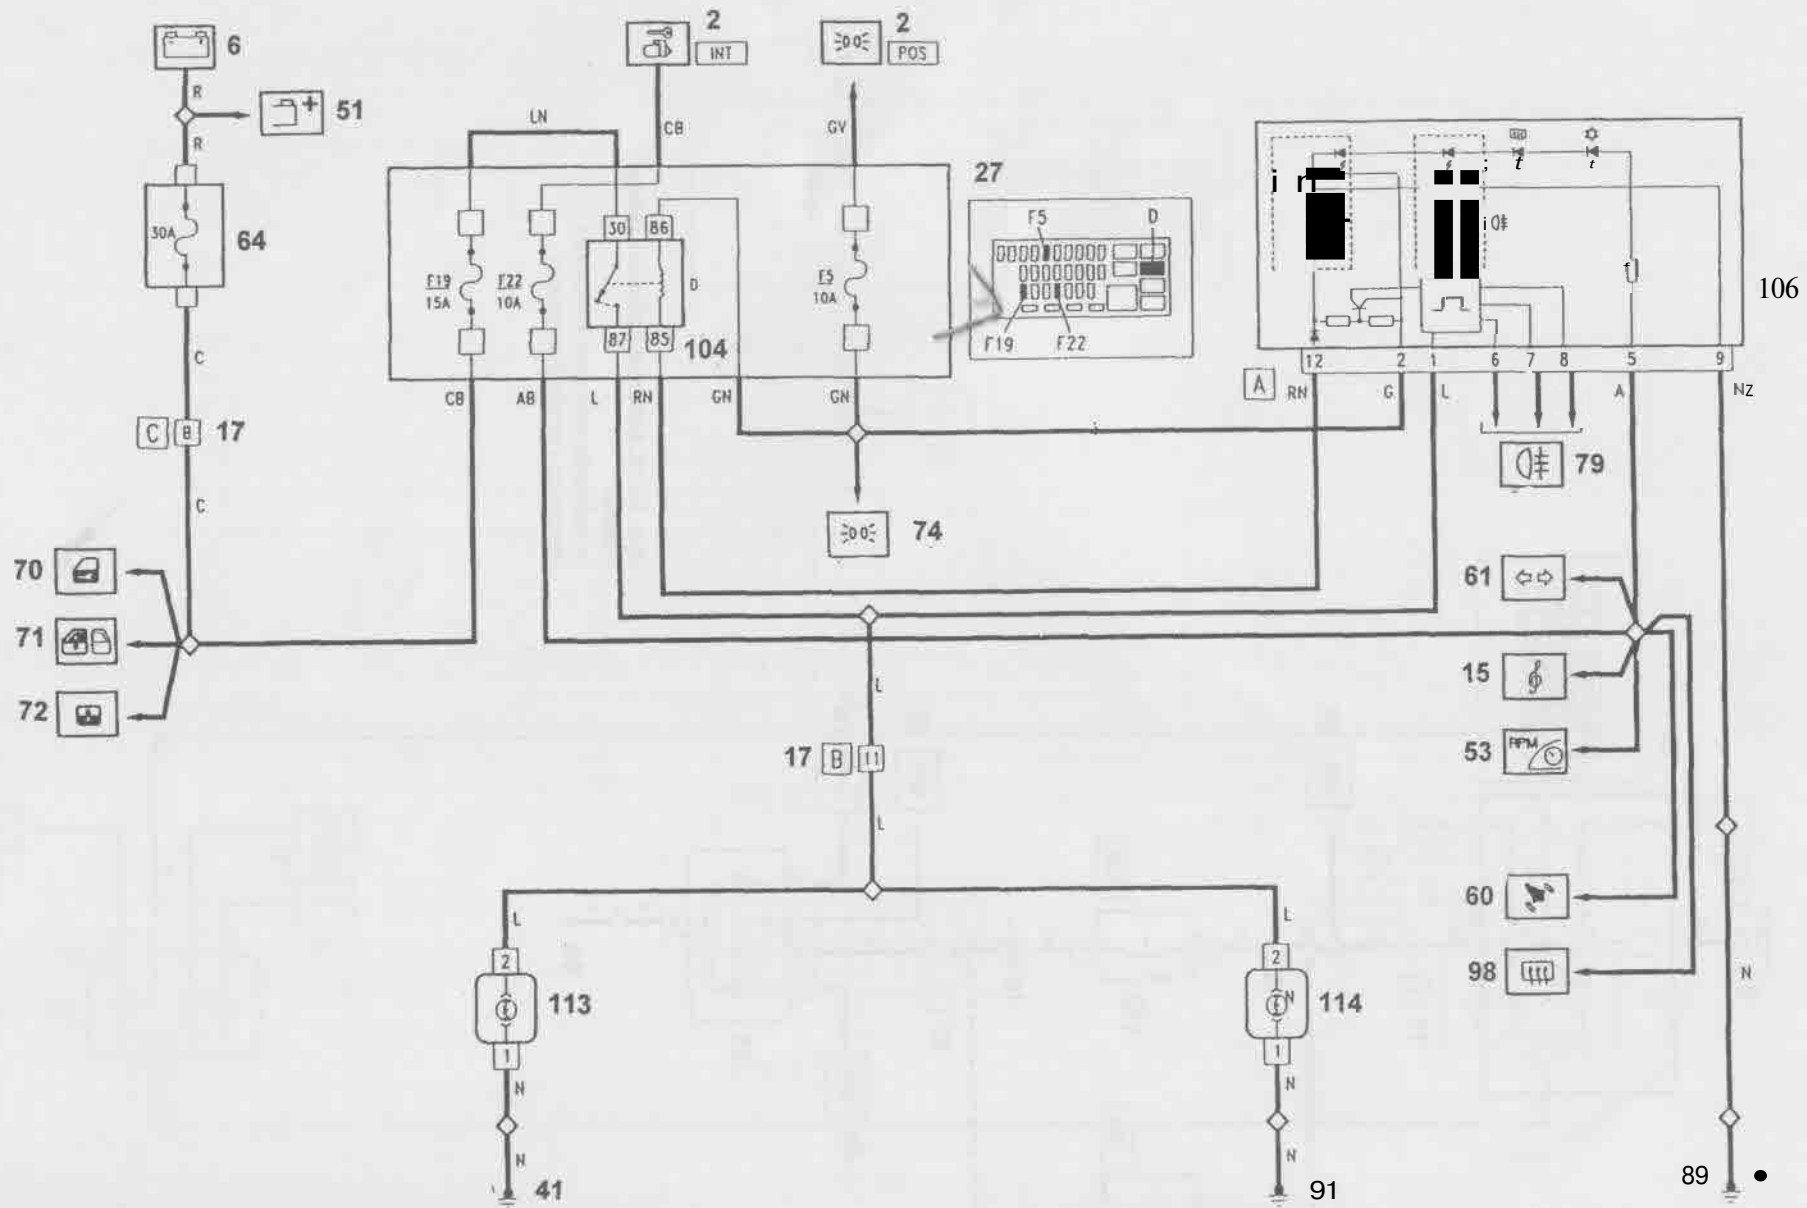 6
R
51
R
30A
64
C
C B 17
C
70
71
72
2
INT
2
POS
LN
CB
GV
27
30 86
F19
15A
F22
10A
D
F5
10A
87 85
104
CB AB L RN GN GN
F5 D
F19 F22
106
12 2 1 6 7 8 5 9
A RN G L A NZ
79
74
61
15
53 RPM
60
98
L
17 B 11
L
L
L
2
113
1
N
N
41
2
N
114
1
N
N
91
N
89